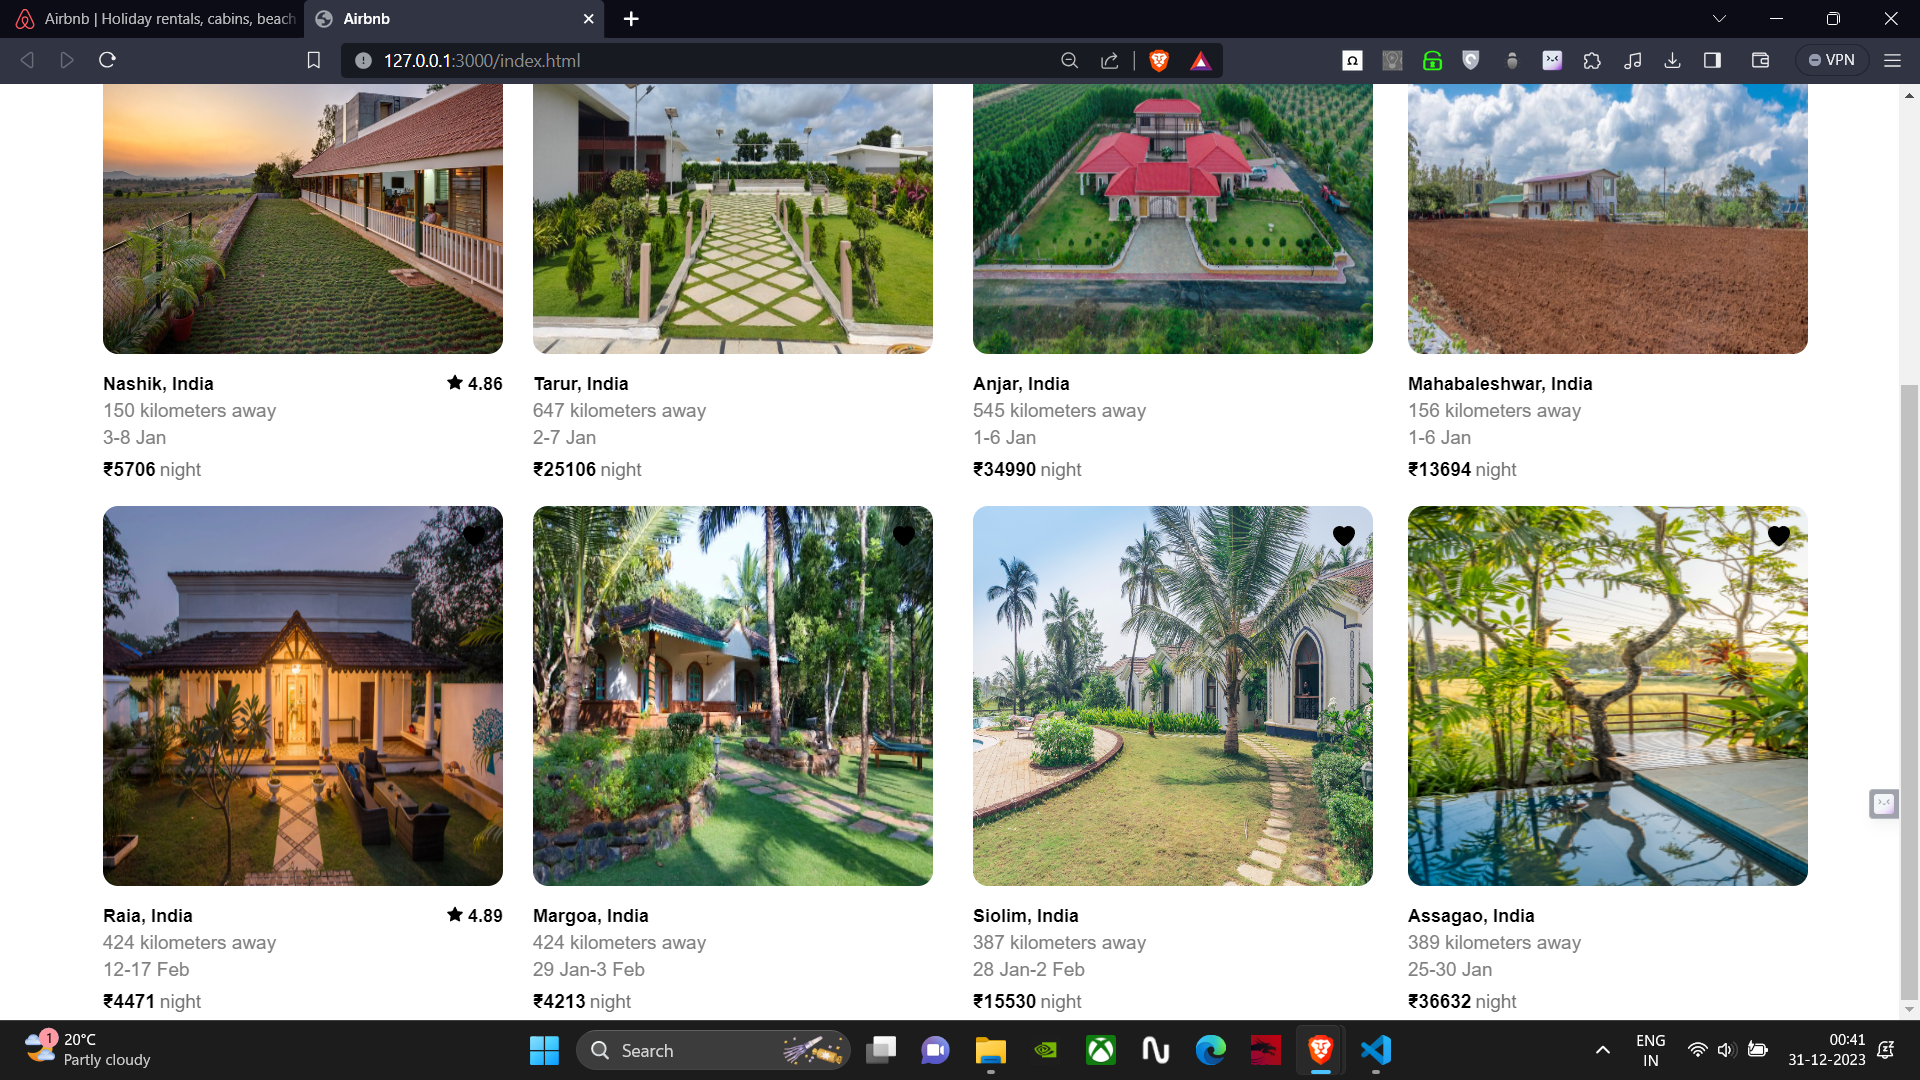 Airbnb | Holiday rentals, cabins, beach
Airbnb
127.0.0.1:3000/index.html
VPN
Nashik, India
4.86
150 kilometers away
3-8 Jan
₹5706 night
Tarur, India
647 kilometers away
2-7 Jan
₹25106 night
Anjar, India
545 kilometers away
1-6 Jan
₹34990 night
Mahabaleshwar, India
156 kilometers away
1-6 Jan
₹13694 night
Raia, India
4.89
424 kilometers away
12-17 Feb
₹4471 night
Margoa, India
424 kilometers away
29 Jan-3 Feb
₹4213 night
Siolim, India
387 kilometers away
28 Jan-2 Feb
₹15530 night
Assagao, India
389 kilometers away
25-30 Jan
₹36632 night
1
20°C
Partly cloudy
Search
ENG
IN
00:41
31-12-2023